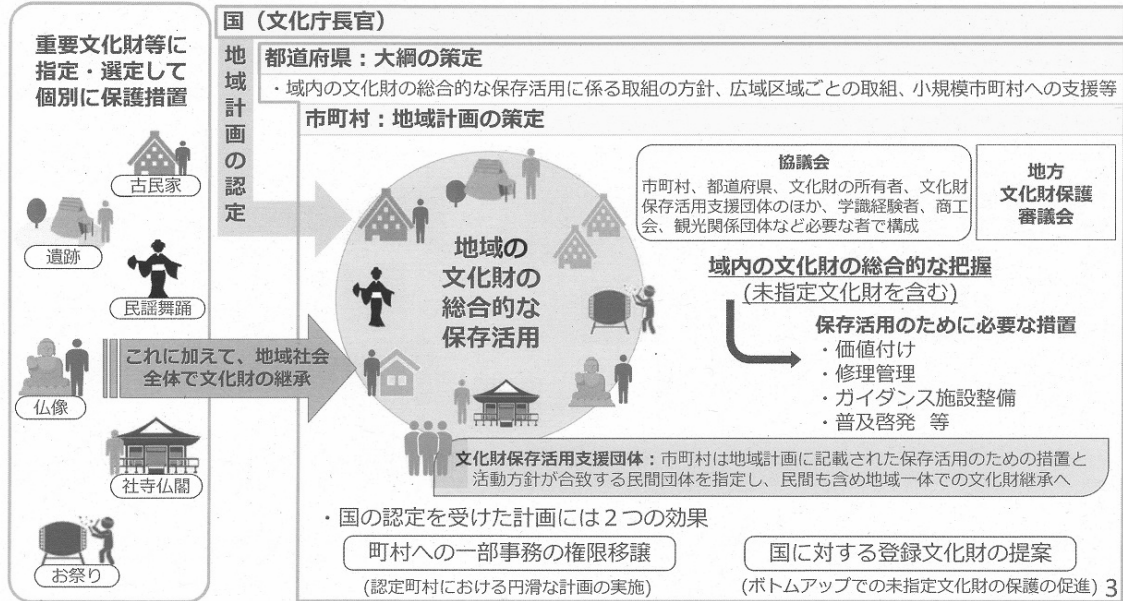 重要文化財等に
指定・選定して
個別に保護措置
古民家
遺跡
民謡舞踊
仏像
社寺仏閣
お祭り
これに加えて、地域社会
全体で文化財の継承
国（文化庁長官）
地域計画の認定
都道府県：大綱の策定
・域内の文化財の総合的な保存活用に係る取組の方針、広域区域ごとの取組、小規模市町村への支援等
市町村：地域計画の策定
地域の
文化財の
総合的な
保存活用
協議会
市町村、都道府県、文化財の所有者、文化財
保存活用支援団体のほか、学識経験者、商工
会、観光関係団体など必要な者で構成
地方
文化財保護
審議会
域内の文化財の総合的な把握
(未指定文化財を含む)
保存活用のために必要な措置
・価値付け
・修理管理
・ガイダンス施設整備
・普及啓発 等
文化財保存活用支援団体：市町村は地域計画に記載された保存活用のための措置と
活動方針が合致する民間団体を指定し、民間も含め地域一体での文化財継承へ
・国の認定を受けた計画には２つの効果
町村への一部事務の権限移譲
(認定町村における円滑な計画の実施)
国に対する登録文化財の提案
(ボトムアップでの未指定文化財の保護の促進)
3